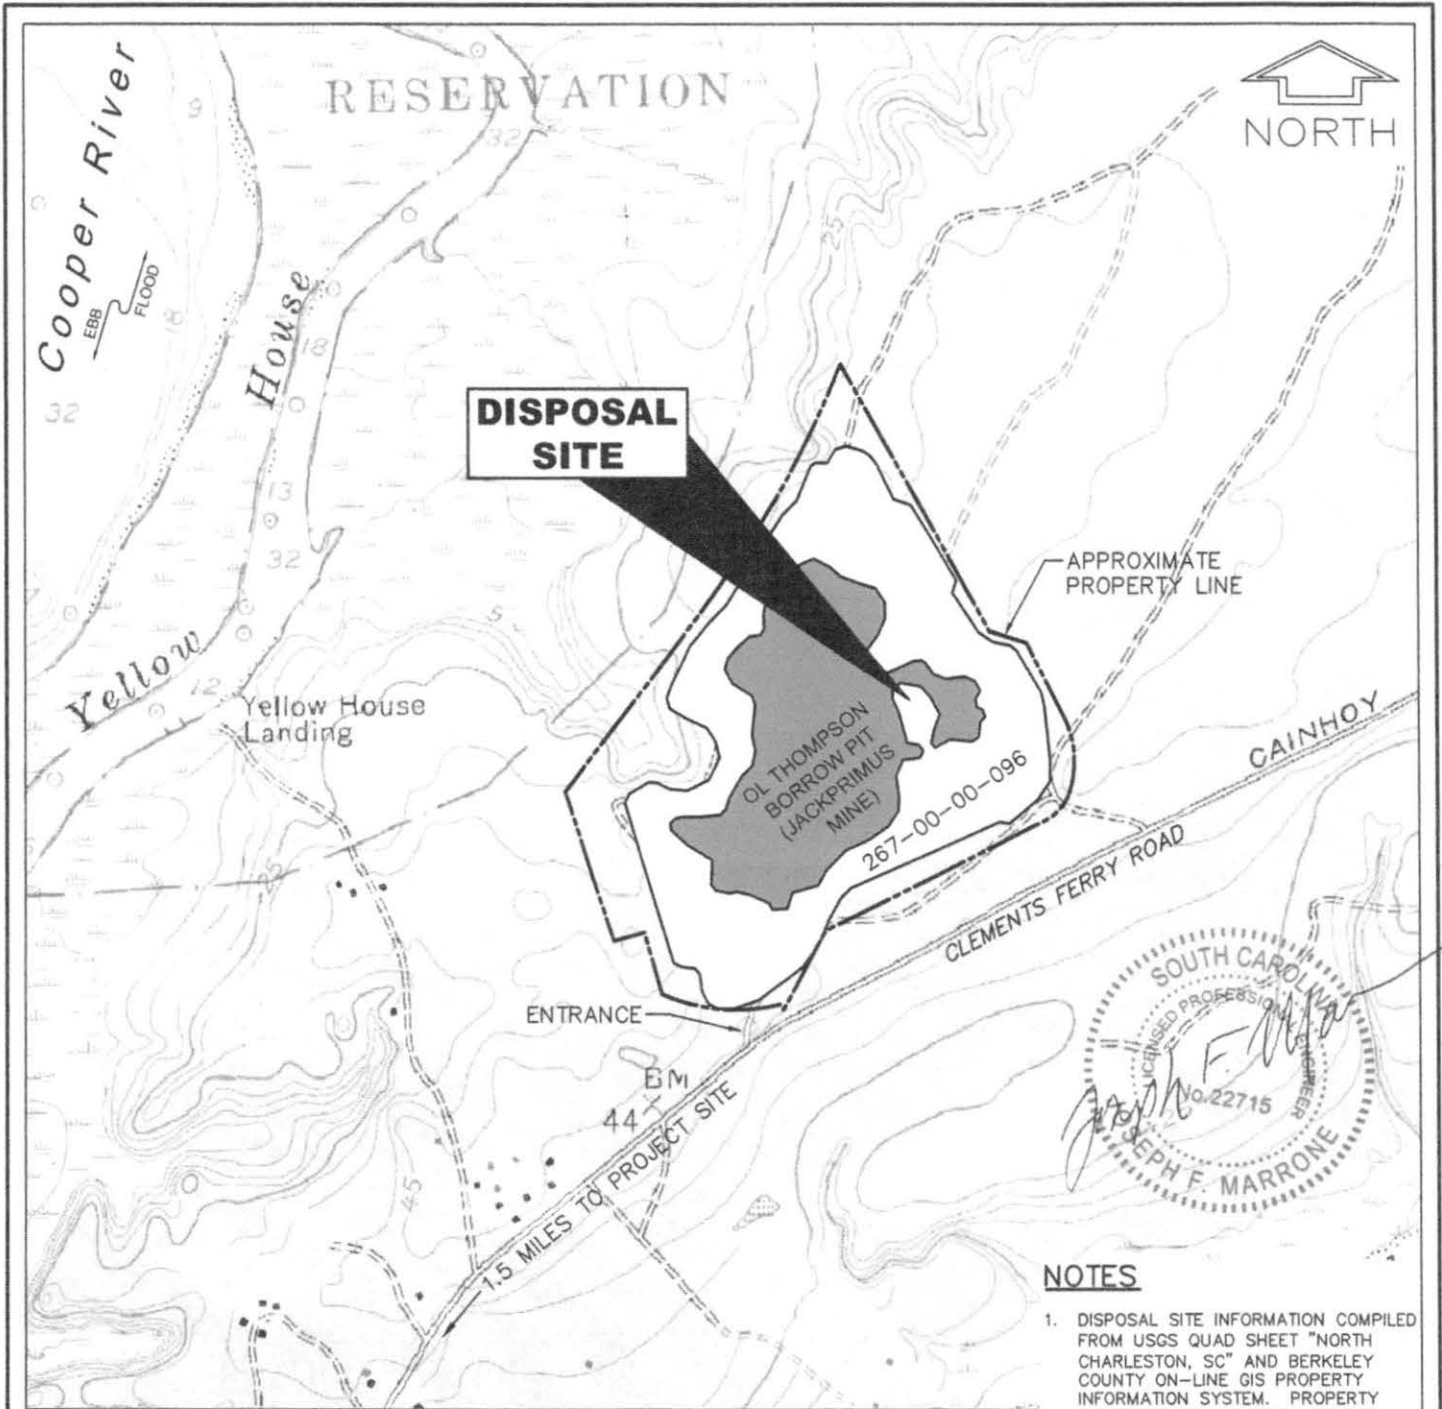 RESERVATION
NORTH
Cooper River
EBB
FLOOD
9
32
32
House
18
25
DISPOSAL
SITE
13
32
APPROXIMATE
PROPERTY LINE
5
Yellow
12
Yellow House
Landing
OL THOMPSON
BORROW PIT
(JACKPRIMUS
MINE)
267-00-00-096
CAINHOY
CLEMENTS FERRY ROAD
25
ENTRANCE
BM
44
45
1.5 MILES TO PROJECT SITE
SOUTH CAROLINA
LICENSED PROFESSIONAL ENGINEER
No. 22715
JOSEPH F. MARRONE
NOTES
1. DISPOSAL SITE INFORMATION COMPILED
FROM USGS QUAD SHEET "NORTH
CHARLESTON, SC" AND BERKELEY
COUNTY ON-LINE GIS PROPERTY
INFORMATION SYSTEM. PROPERTY